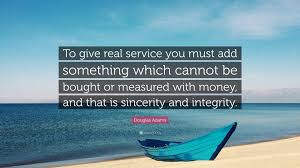 To give real service you must add
something which cannot be
bought or measured with money,
and that is sincerity and integrity.
Douglas Adams